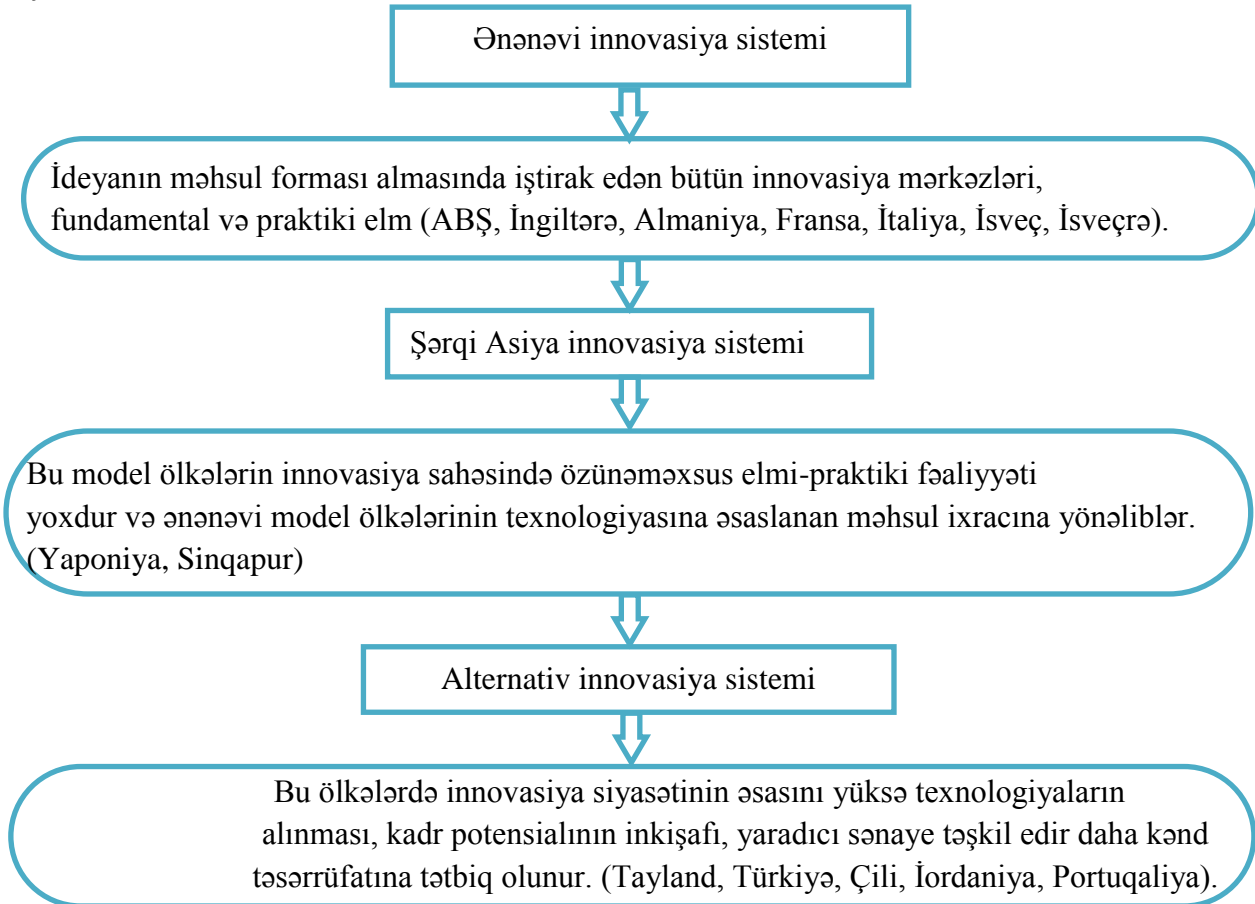 Ənənəvi innovasiya sistemi
İdeyanın məhsul forması almasında iştirak edən bütün innovasiya mərkəzləri,
fundamental və praktiki elm (ABŞ, İngiltərə, Almaniya, Fransa, İtaliya, İsveç, İsveçrə).
Şərqi Asiya innovasiya sistemi
Bu model ölkələrin innovasiya sahəsində özünəməxsus elmi-praktiki fəaliyyəti
yoxdur və ənənəvi model ölkələrinin texnologiyasına əsaslanan məhsul ixracına yönəliblər.
(Yaponiya, Sinqapur)
Alternativ innovasiya sistemi
Bu ölkələrdə innovasiya siyasətinin əsasını yüksə texnologiyaların
alınması, kadr potensialının inkişafı, yaradıcı sənaye təşkil edir daha kənd
təsərrüfatına tətbiq olunur. (Tayland, Türkiyə, Çili, İordaniya, Portuqaliya).